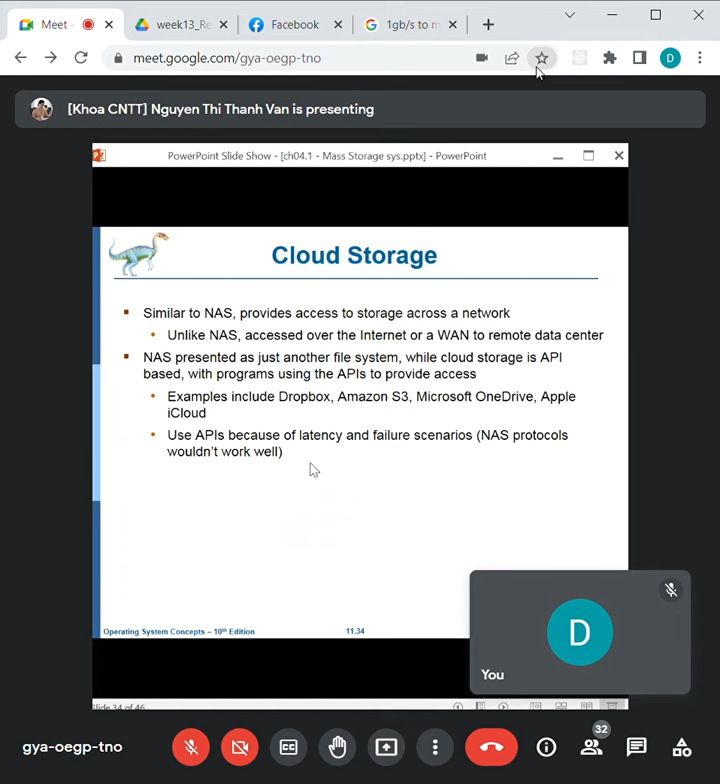 Meet -
week13_Re
Facebook
1gb/s to m
meet.google.com/gya-oegp-tno
D
[Khoa CNTT] Nguyen Thi Thanh Van is presenting
PowerPoint Slide Show - [ch04.1 - Mass Storage sys.pptx] - PowerPoint
Cloud Storage
Similar to NAS, provides access to storage across a network
Unlike NAS, accessed over the Internet or a WAN to remote data center
NAS presented as just another file system, while cloud storage is API
based, with programs using the APIs to provide access
Examples include Dropbox, Amazon S3, Microsoft OneDrive, Apple
iCloud
Use APIs because of latency and failure scenarios (NAS protocols
wouldn't work well)
Operating System Concepts – 10th Edition
11.34
D
You
Slide 34 of 46
gya-oegp-tno
CC
32